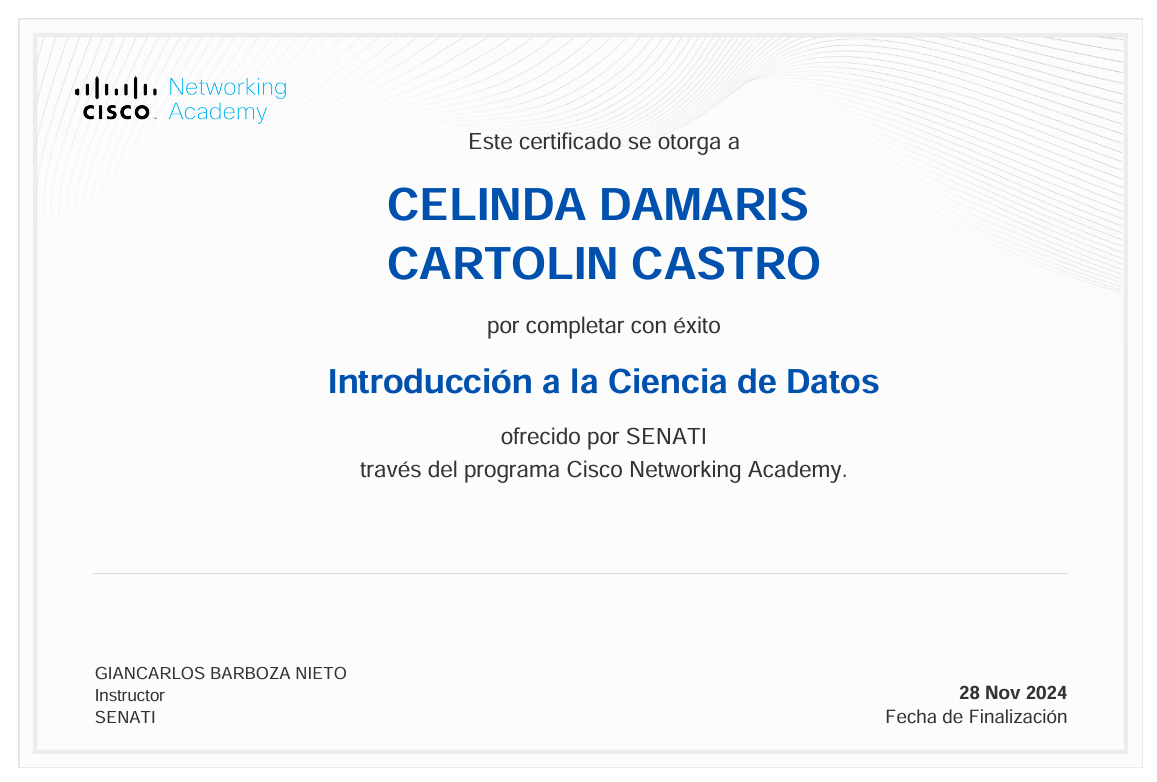 Networking
CISCO Academy
Este certificado se otorga a
CELINDA DAMARIS
CARTOLIN CASTRO
por completar con éxito
Introducción a la Ciencia de Datos
ofrecido por SENATI
través del programa Cisco Networking Academy.
GIANCARLOS BARBOZA NIETO
Instructor
SENATI
28 Nov 2024
Fecha de Finalización